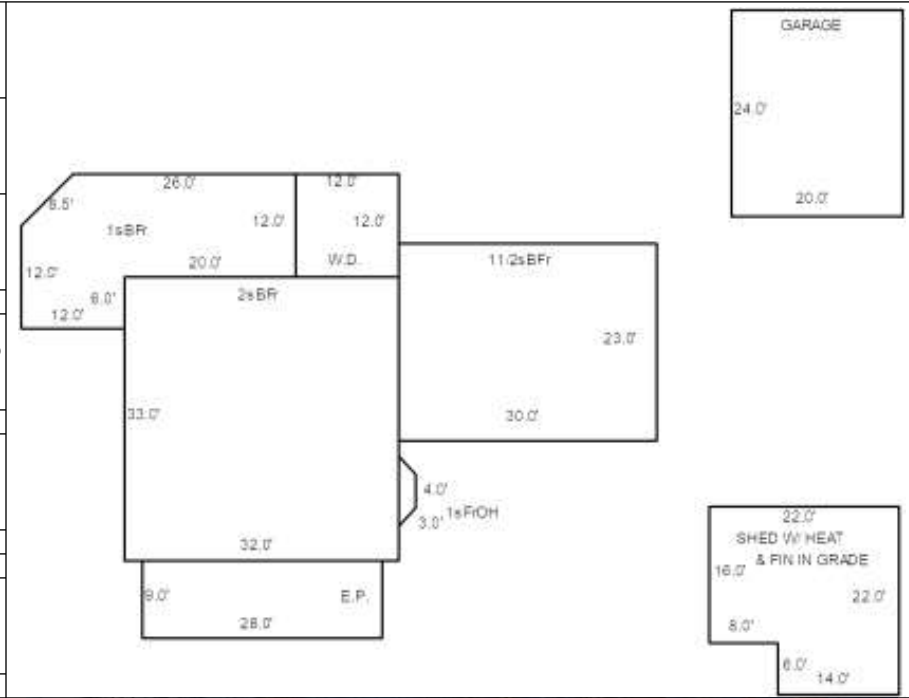 GARAGE
24.0'
20.0'
26.0'
12.0'
8.5'
1sBFr
12.0'
12.0'
W.D.
20.0'
12.0'
6.0'
12.0'
2sBFr
11/2sBFr
23.0'
30.0'
33.0'
4.0'
3.0'
1sFrOH
32.0'
9.0'
E.P.
28.0'
22.0'
SHED W/ HEAT
& FIN IN GRADE
16.0'
22.0'
8.0'
6.0'
14.0'